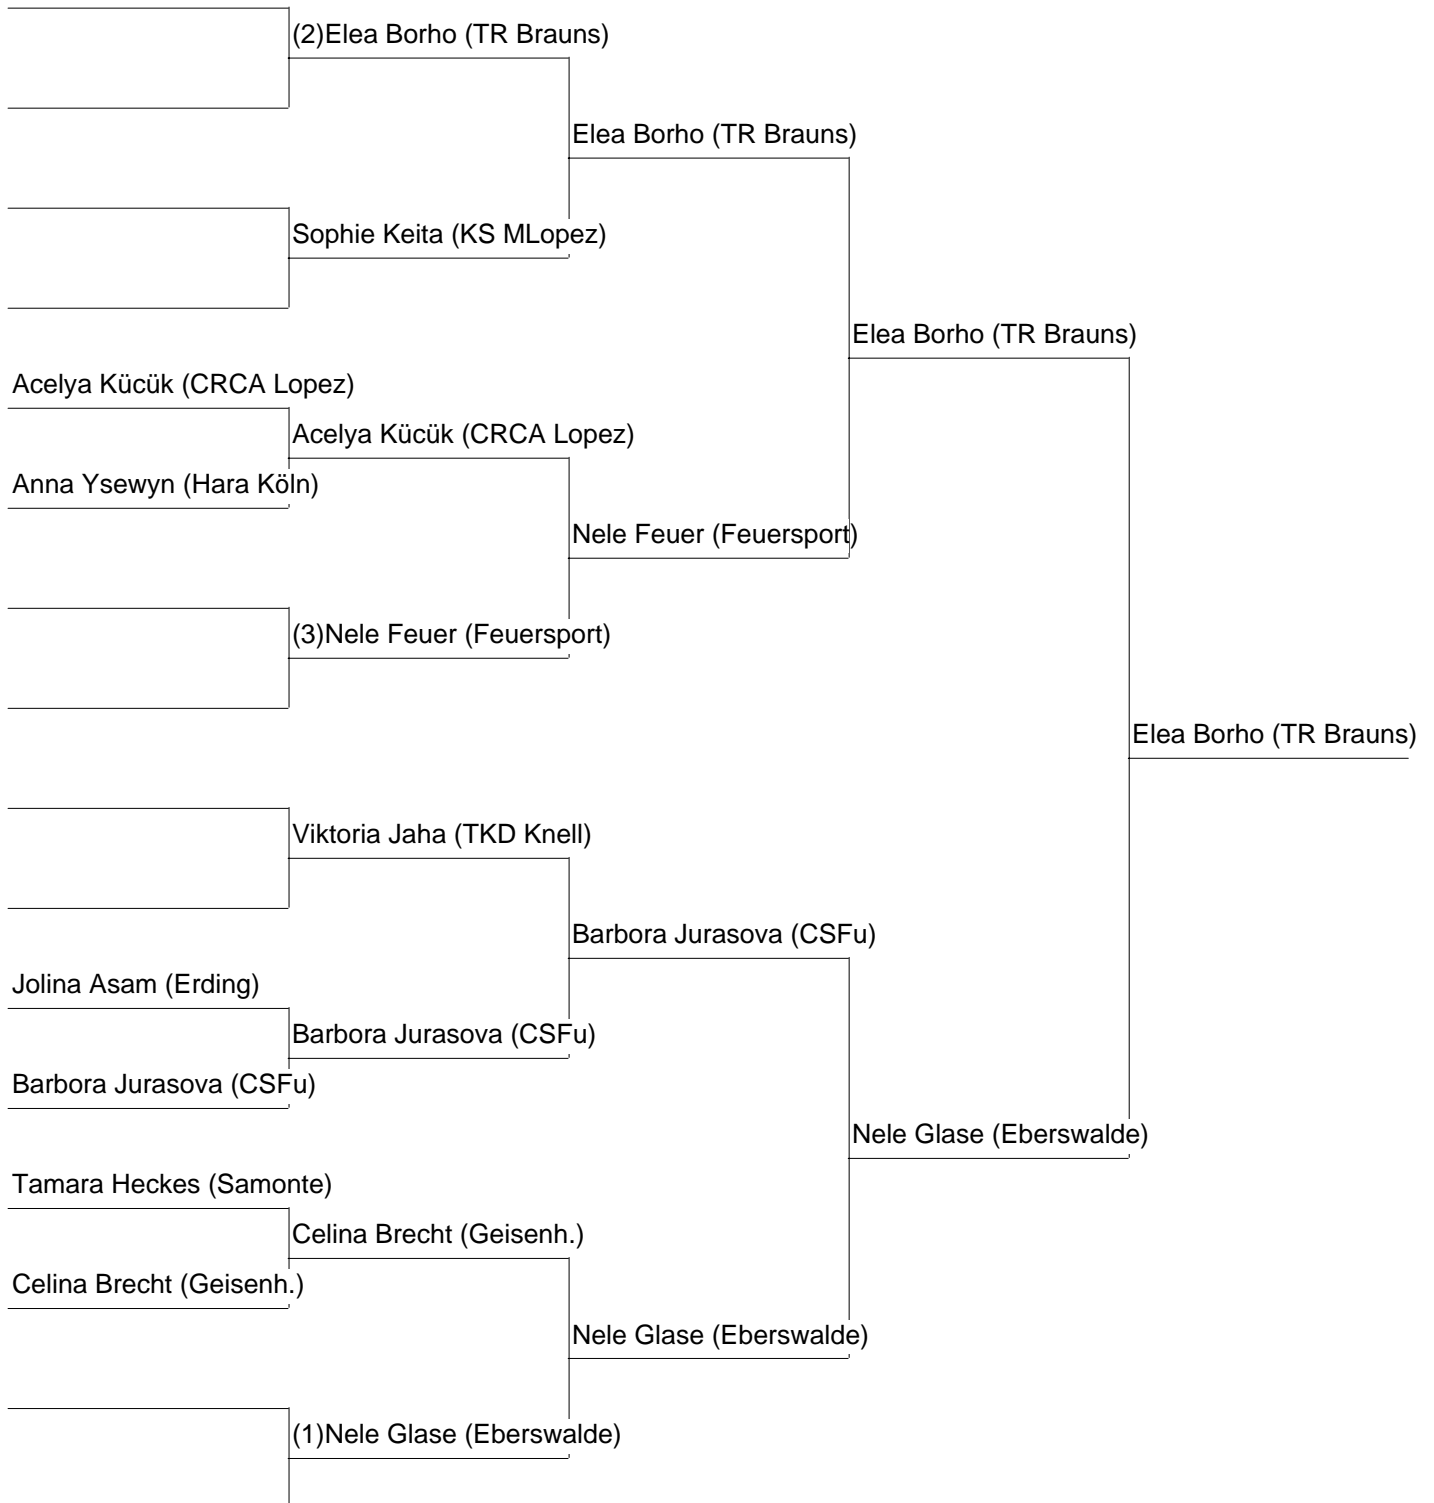 (2)Elea Borho (TR Brauns)
Elea Borho (TR Brauns)
Sophie Keita (KS MLopez)
Elea Borho (TR Brauns)
Acelya Kücük (CRCA Lopez)
Acelya Kücük (CRCA Lopez)
Anna Ysewyn (Hara Köln)
Nele Feuer (Feuersport)
(3)Nele Feuer (Feuersport)
Elea Borho (TR Brauns)
Viktoria Jaha (TKD Knell)
Barbora Jurasova (CSFu)
Jolina Asam (Erding)
Barbora Jurasova (CSFu)
Barbora Jurasova (CSFu)
Nele Glase (Eberswalde)
Tamara Heckes (Samonte)
Celina Brecht (Geisenh.)
Celina Brecht (Geisenh.)
Nele Glase (Eberswalde)
(1)Nele Glase (Eberswalde)